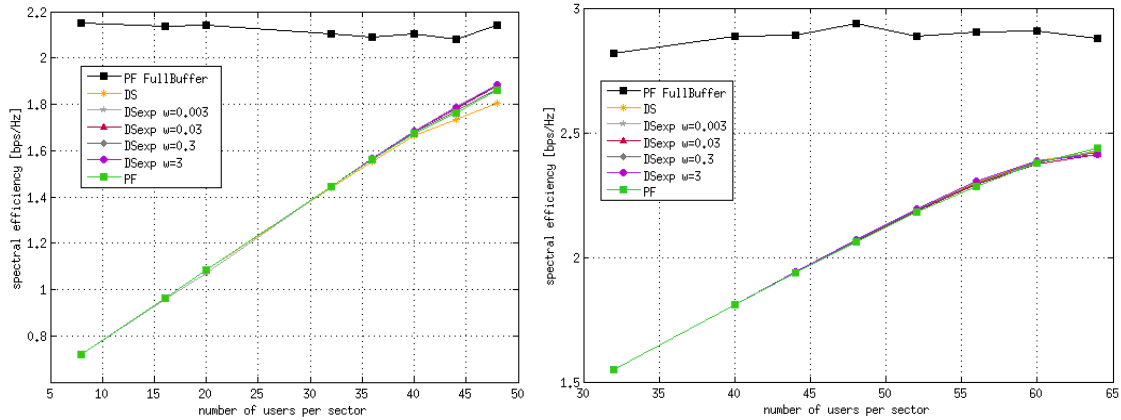 2.2
2
1.8
1.6
1.4
1.2
1
0.8
spectral efficiency [bps/Hz]
PF FullBuffer
DS
DSexp w=0.003
DSexp w=0.03
DSexp w=0.3
DSexp w=3
PF
5 10 15 20 25 30 35 40 45 50
number of users per sector
3
2.5
2
1.5
spectral efficiency [bps/Hz]
PF FullBuffer
DS
DSexp w=0.003
DSexp w=0.03
DSexp w=0.3
DSexp w=3
PF
30 35 40 45 50 55 60 65
number of users per sector